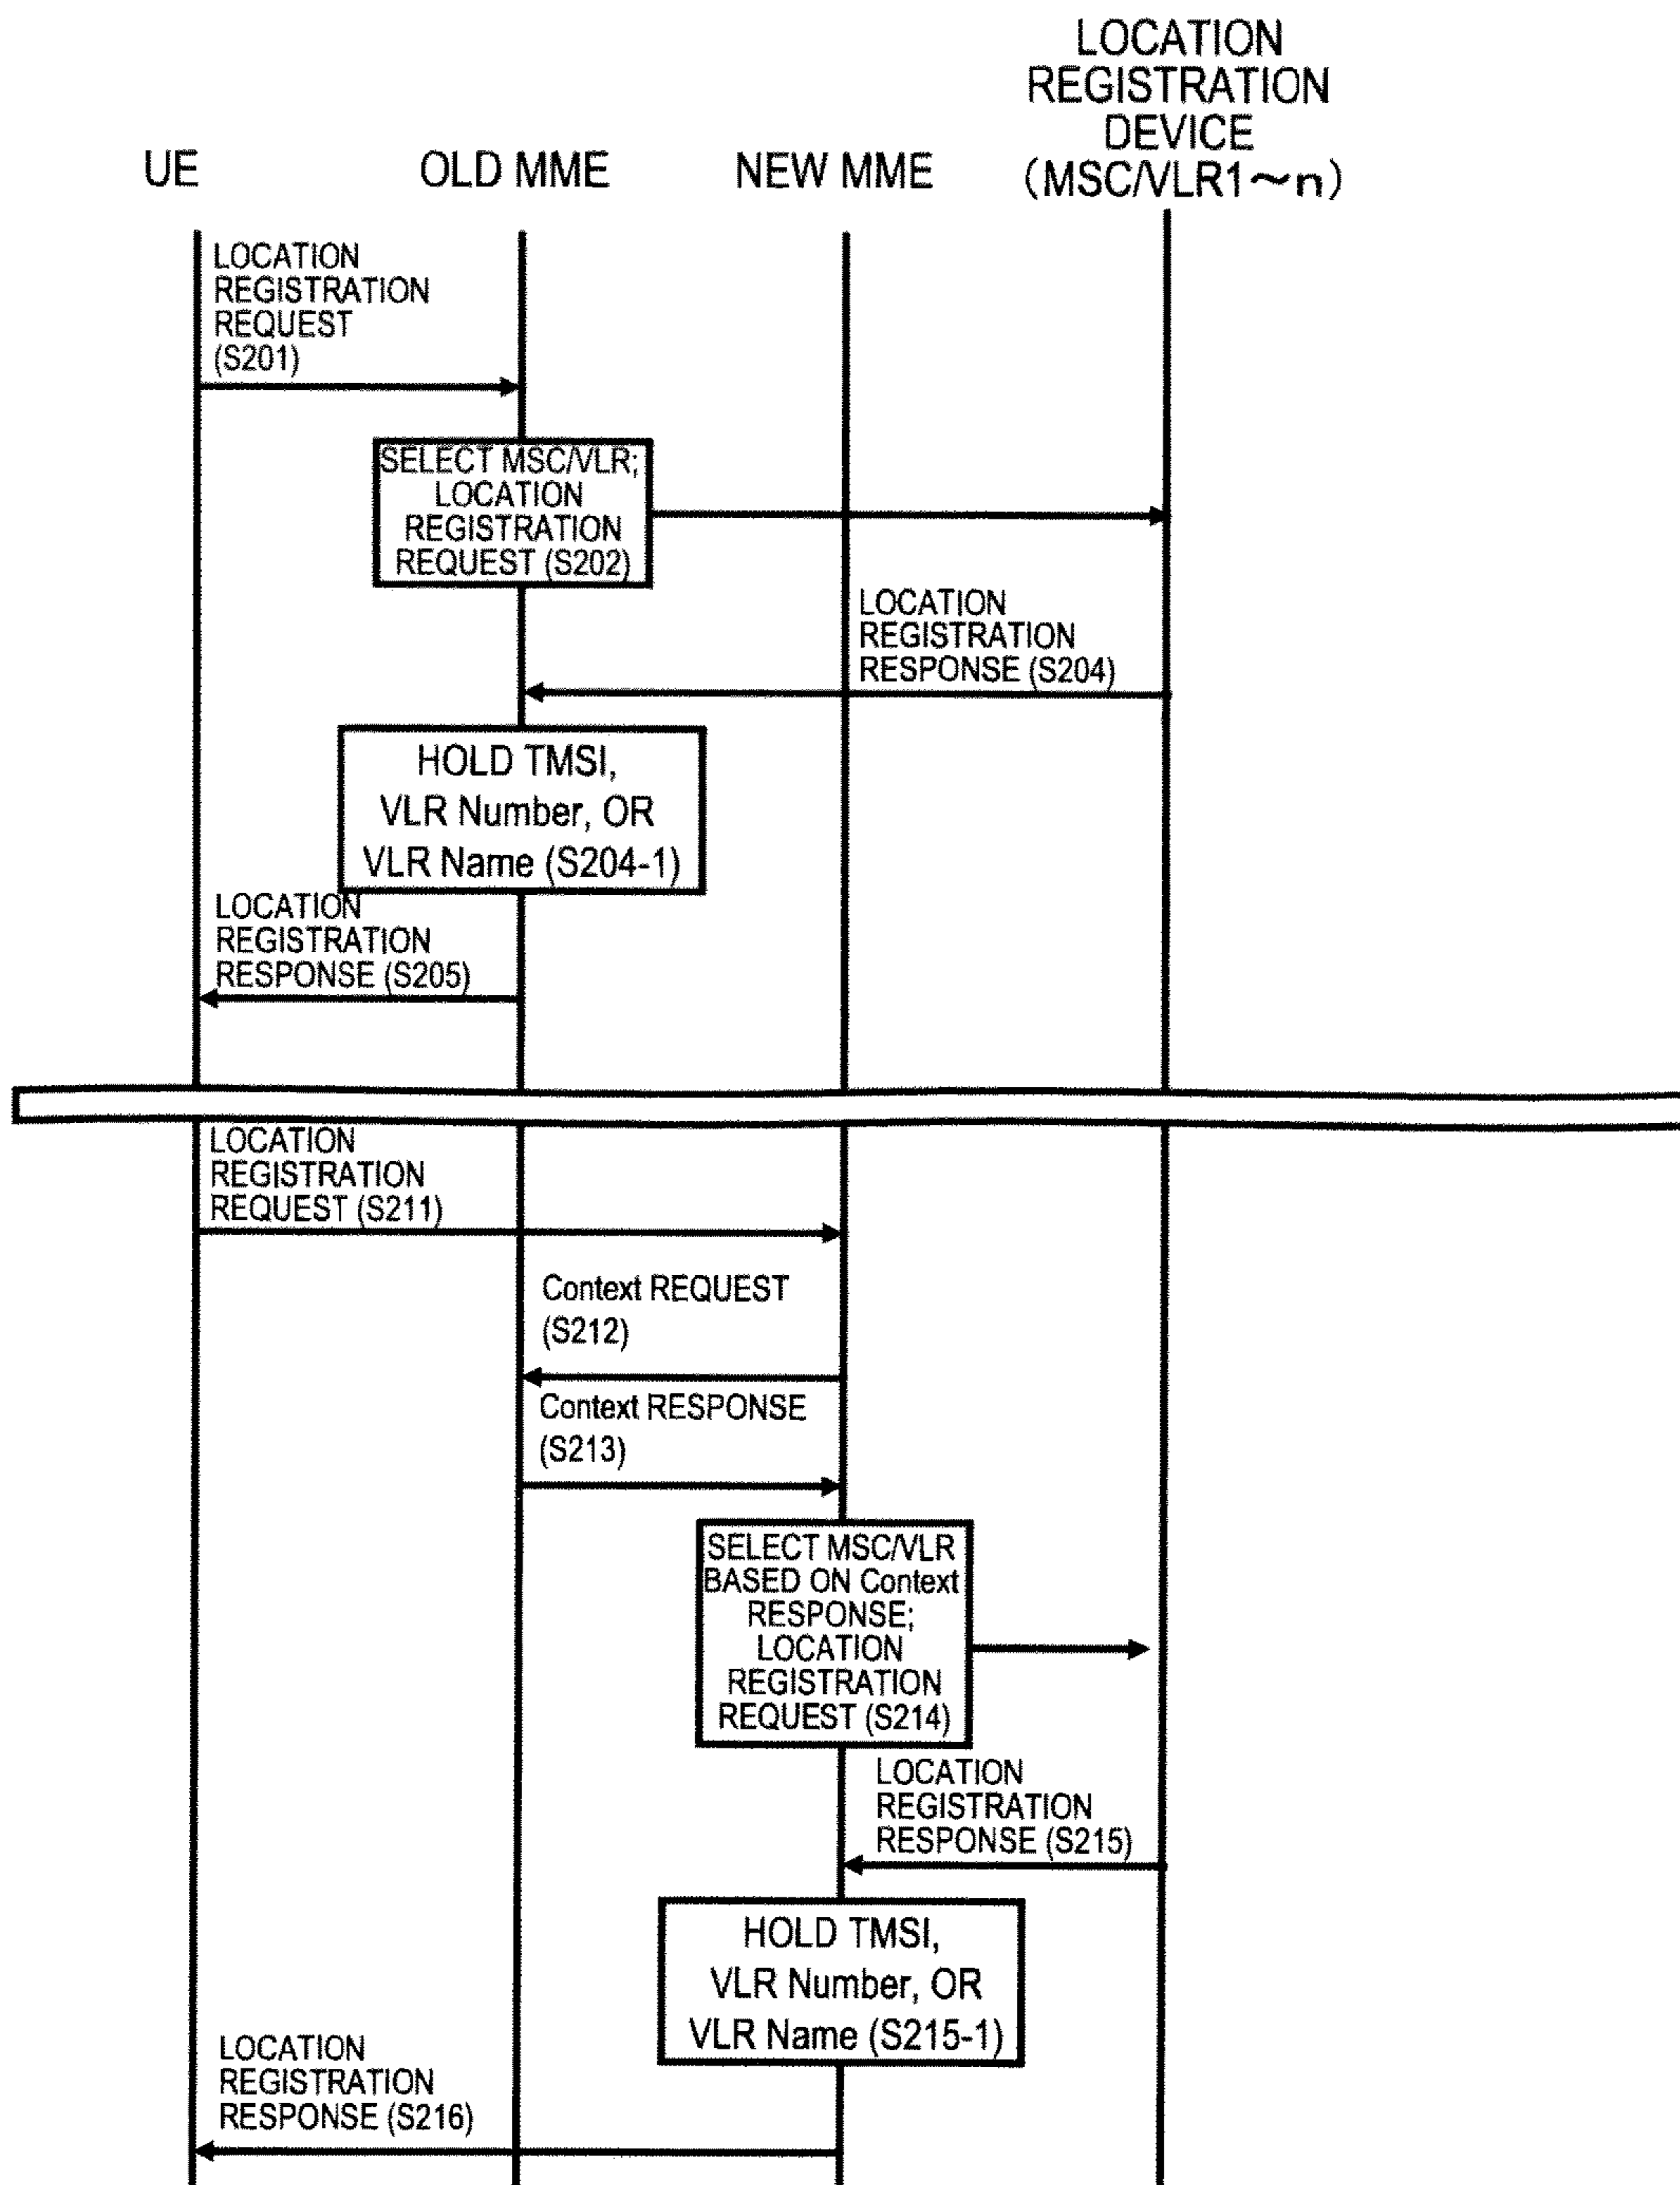 LOCATION
REGISTRATION
DEVICE
(MSC/VLR1～n)
UE
OLD MME
NEW MME
LOCATION
REGISTRATION
REQUEST
(S201)
SELECT MSC/VLR;
LOCATION
REGISTRATION
REQUEST (S202)
LOCATION
REGISTRATION
RESPONSE (S204)
HOLD TMSI,
VLR Number, OR
VLR Name (S204-1)
LOCATION
REGISTRATION
RESPONSE (S205)
LOCATION
REGISTRATION
REQUEST (S211)
Context REQUEST
(S212)
Context RESPONSE
(S213)
SELECT MSC/VLR
BASED ON Context
RESPONSE;
LOCATION
REGISTRATION
REQUEST (S214)
LOCATION
REGISTRATION
RESPONSE (S215)
HOLD TMSI,
VLR Number, OR
VLR Name (S215-1)
LOCATION
REGISTRATION
RESPONSE (S216)